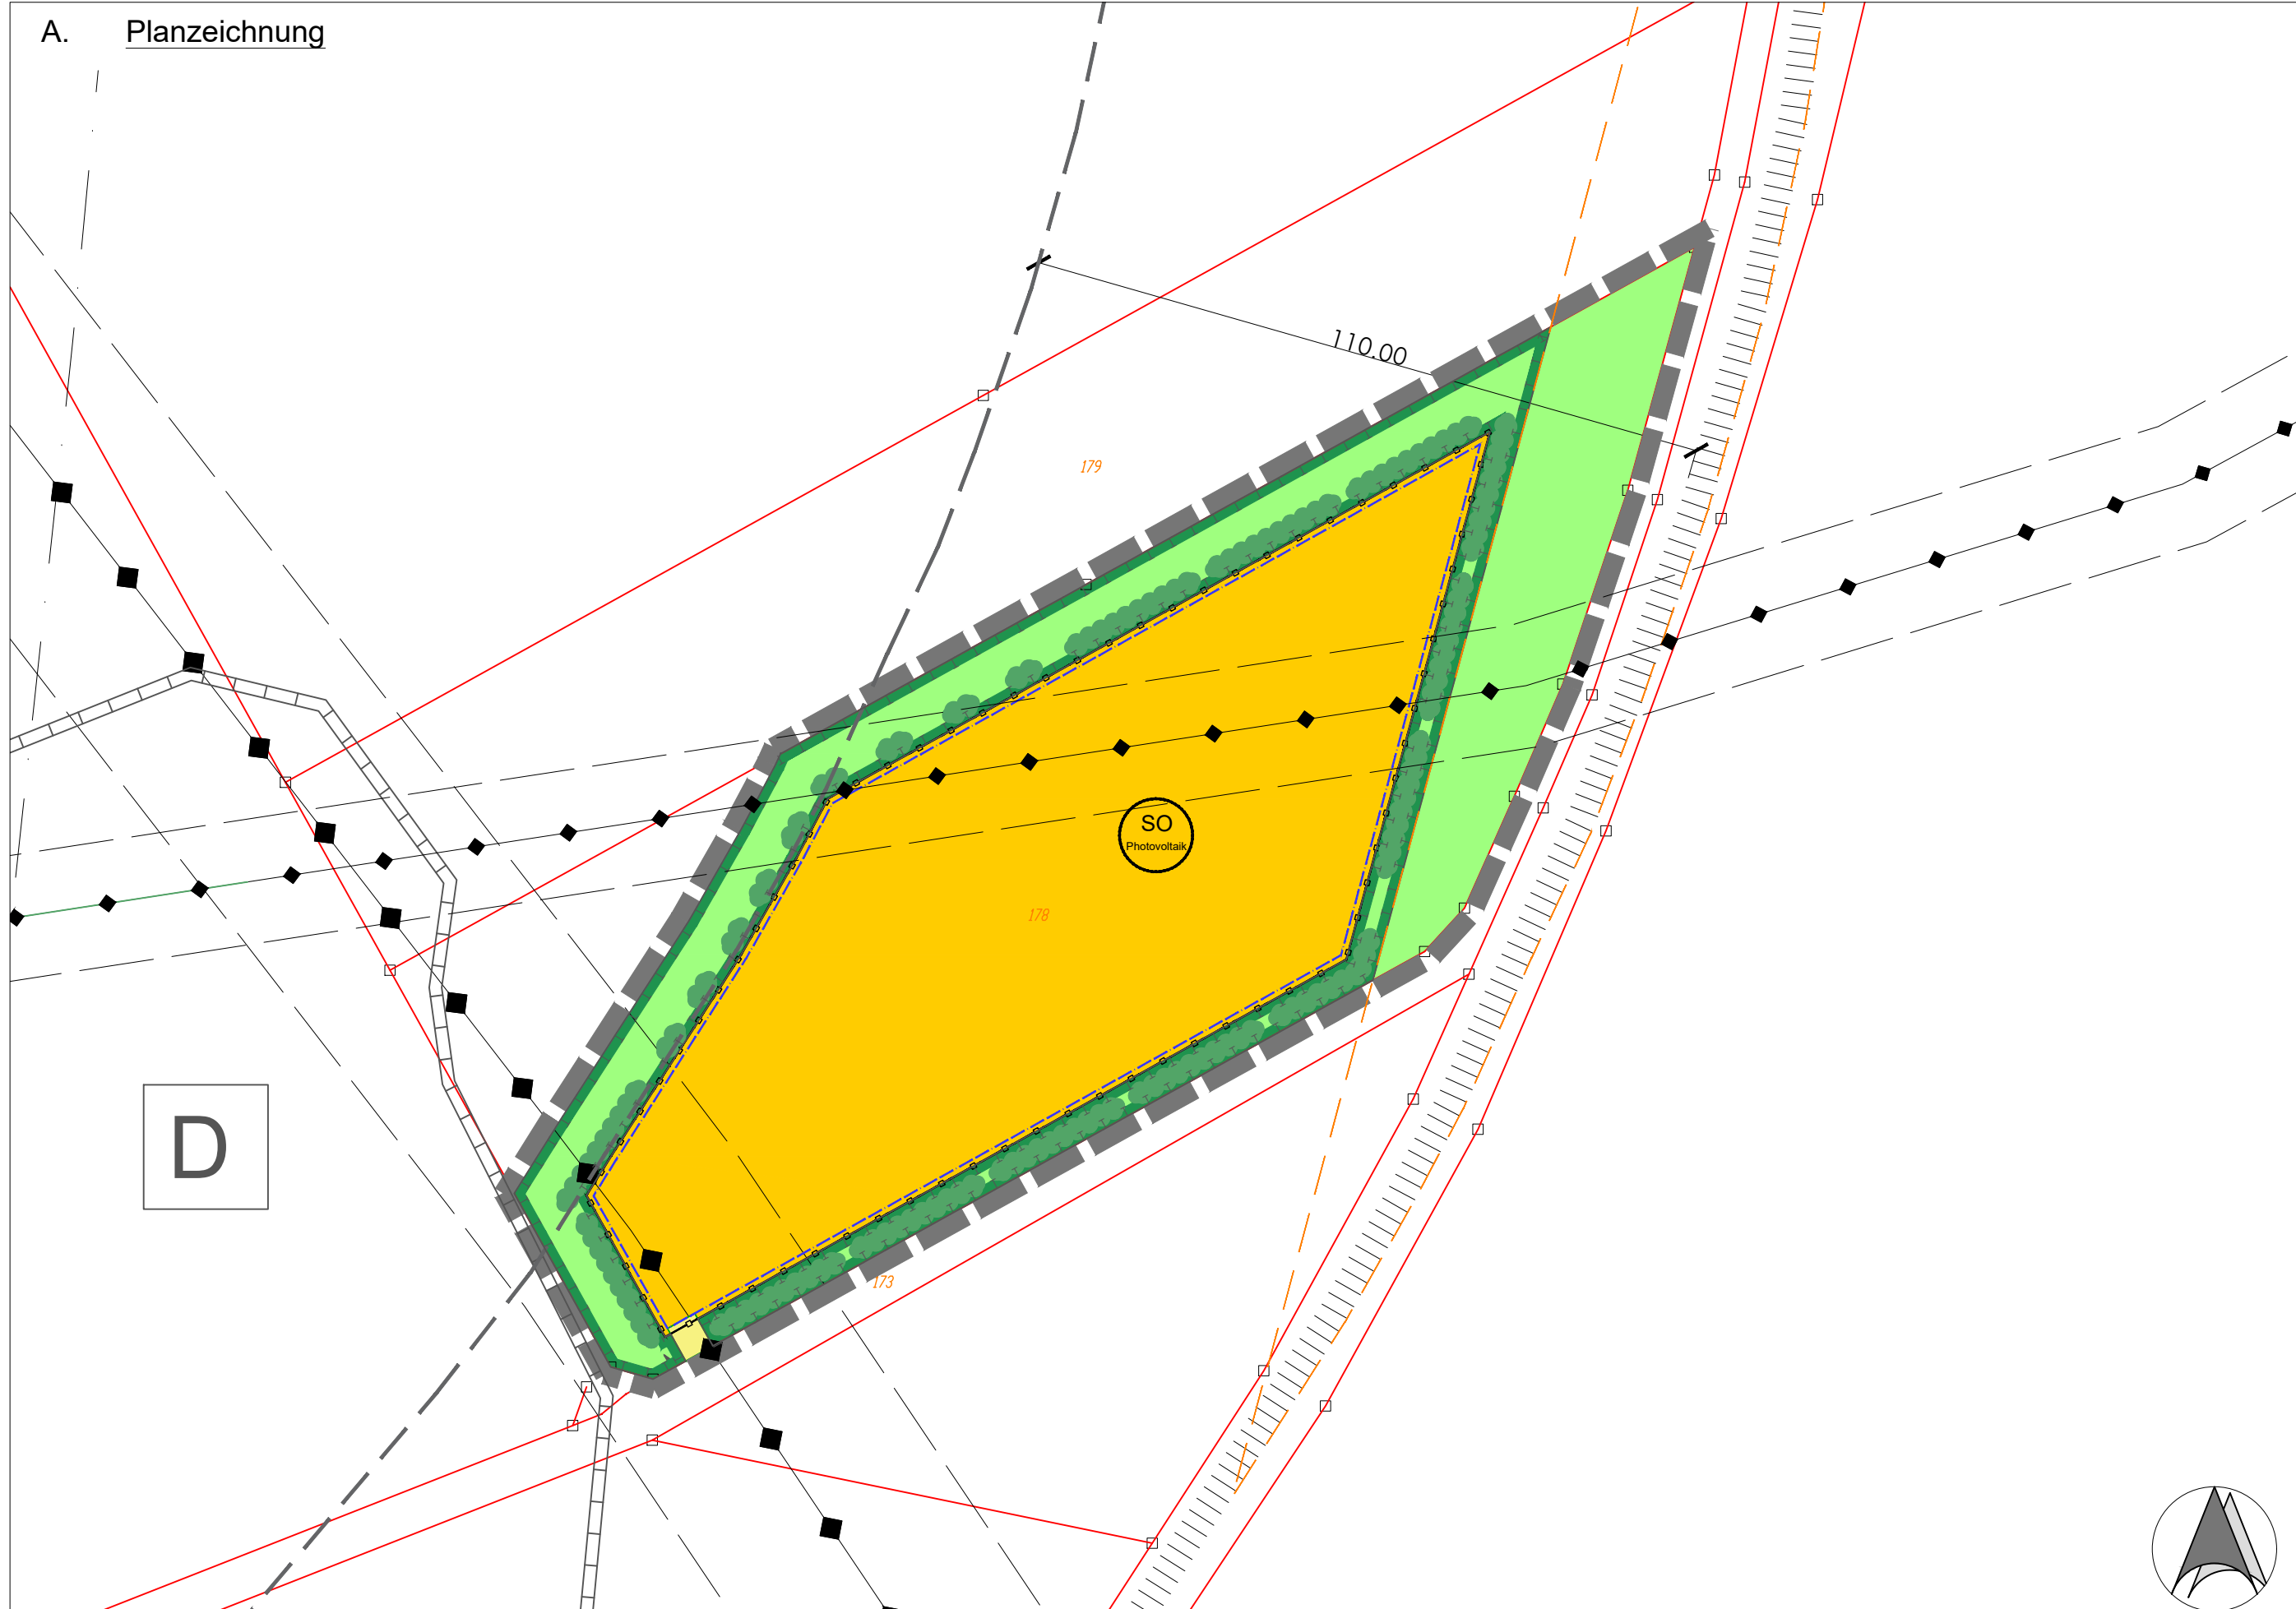 A. Planzeichnung
110.00
179
SO
Photovoltaik
178
D
173